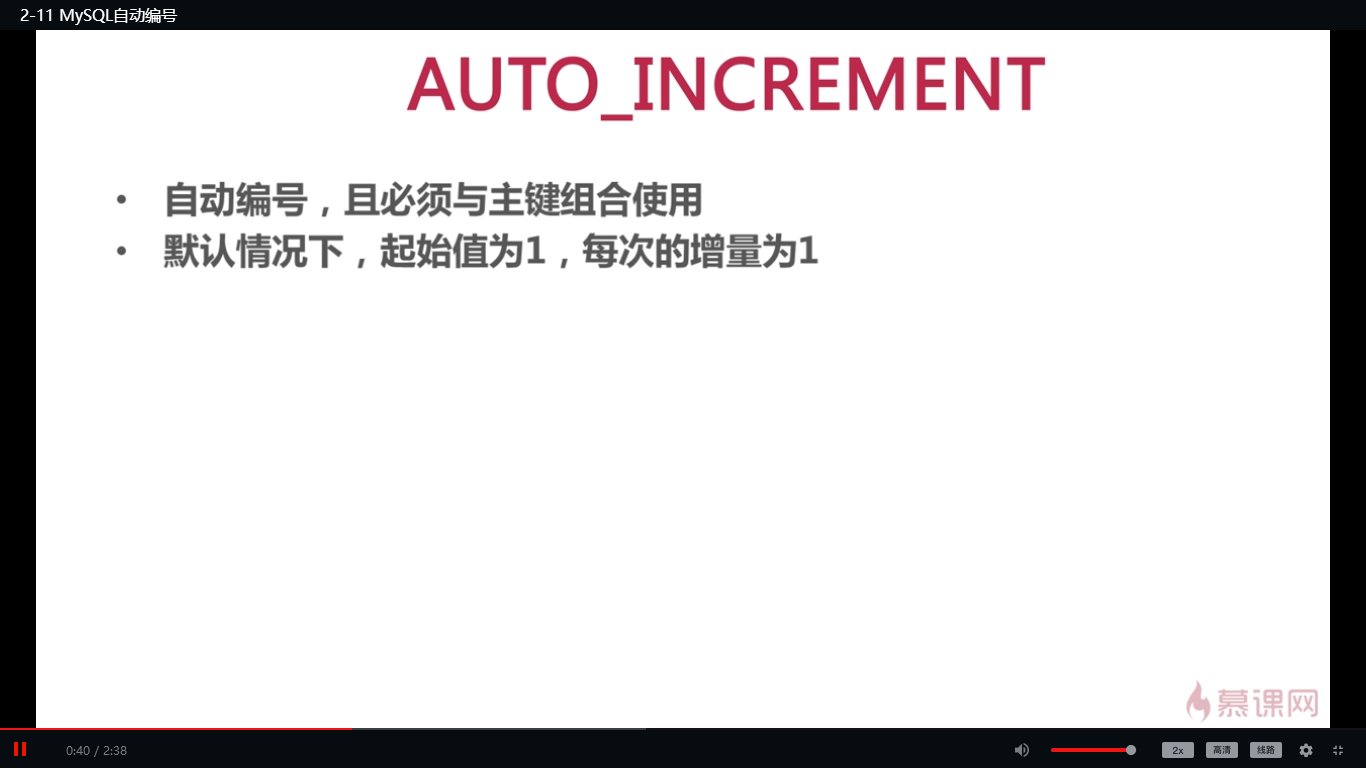 2-11 MySQL自动编号
AUTO_INCREMENT
• 自动编号，且必须与主键组合使用
• 默认情况下，起始值为1，每次的增量为1
慕课网
0:40 / 2:38
2x
高清
线路